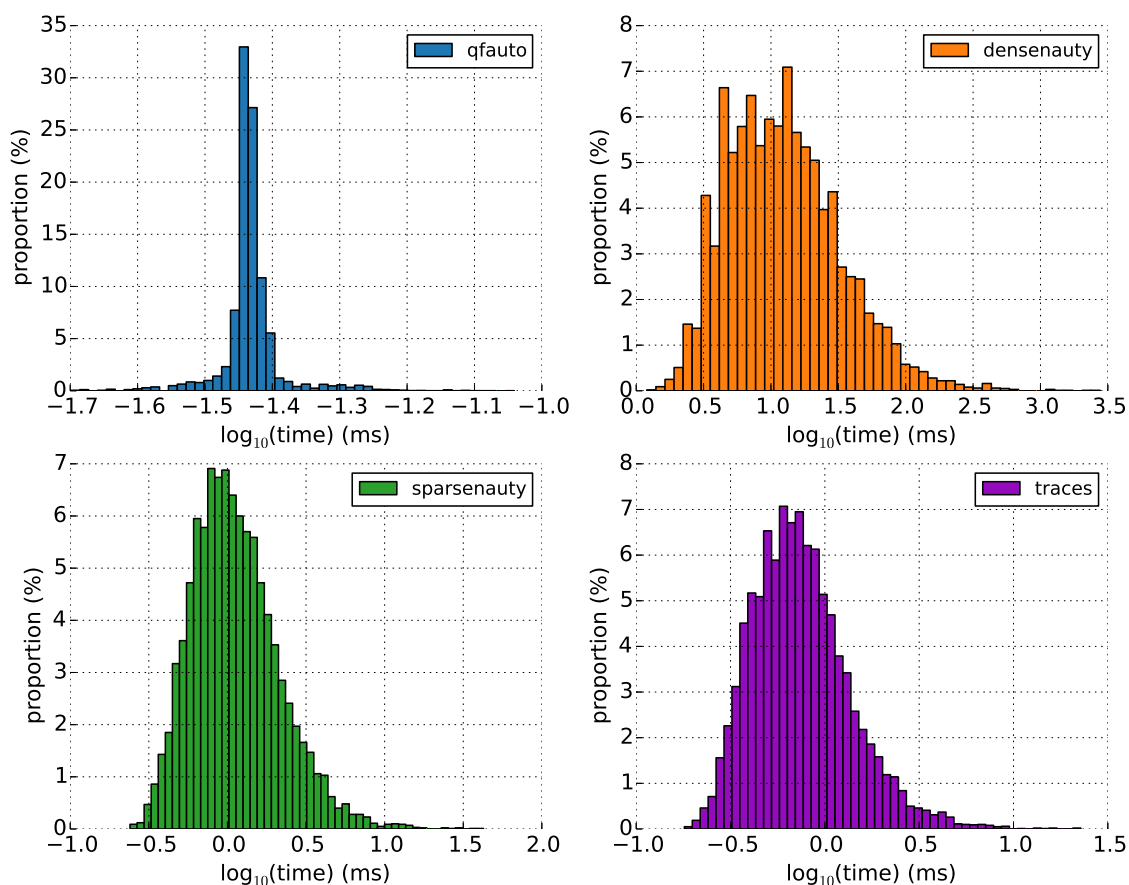 35
30
25
20
15
10
5
0
proportion (%)
qfauto
−1.7 −1.6 −1.5 −1.4 −1.3 −1.2 −1.1 −1.0
log₁₀(time) (ms)
8
7
6
5
4
3
2
1
0
proportion (%)
densenauty
0.0 0.5 1.0 1.5 2.0 2.5 3.0 3.5
log₁₀(time) (ms)
7
6
5
4
3
2
1
0
proportion (%)
sparsenauty
−1.0 −0.5 0.0 0.5 1.0 1.5 2.0
log₁₀(time) (ms)
8
7
6
5
4
3
2
1
0
proportion (%)
traces
−1.0 −0.5 0.0 0.5 1.0 1.5
log₁₀(time) (ms)